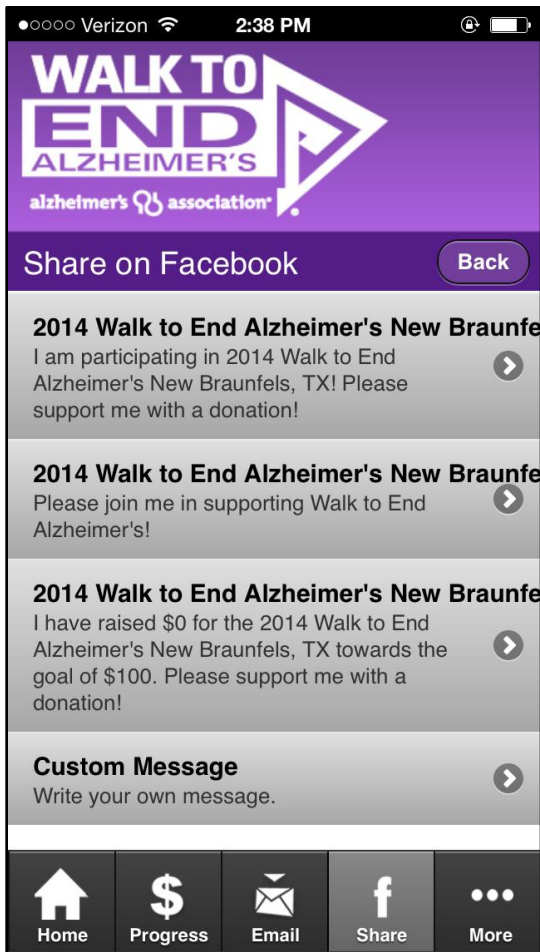 Verizon 2:38 PM
WALK TO
END
ALZHEIMER'S
alzheimer's association®
Share on Facebook Back
2014 Walk to End Alzheimer's New Braunfe
I am participating in 2014 Walk to End
Alzheimer's New Braunfels, TX! Please
support me with a donation!
2014 Walk to End Alzheimer's New Braunfe
Please join me in supporting Walk to End
Alzheimer's!
2014 Walk to End Alzheimer's New Braunfe
I have raised $0 for the 2014 Walk to End
Alzheimer's New Braunfels, TX towards the
goal of $100. Please support me with a
donation!
Custom Message
Write your own message.
Home Progress Email Share More